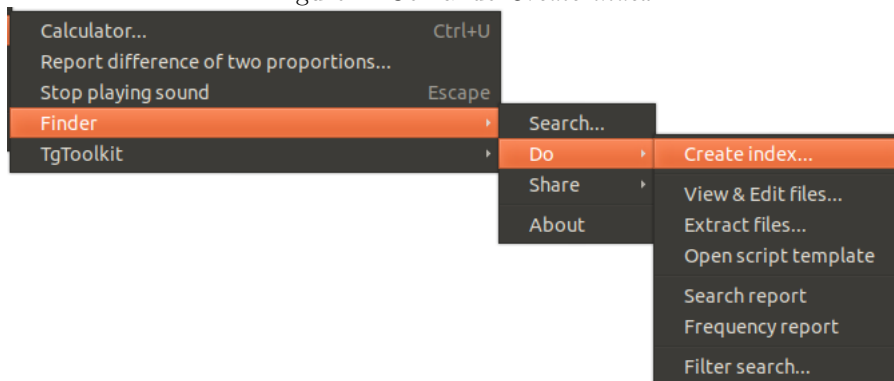 Calculator... Ctrl+U
Report difference of two proportions...
Stop playing sound Escape
Finder
TgToolkit
Search...
Do
Share
About
Create index...
View & Edit files...
Extract files...
Open script template
Search report
Frequency report
Filter search...